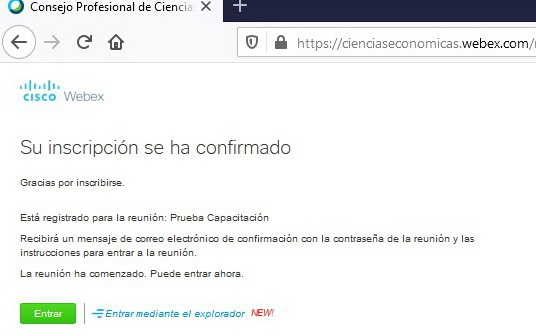 Consejo Profesional de Ciencia
https://cienciaseconomicas.webex.com/
CISCO Webex
Su inscripción se ha confirmado
Gracias por inscribirse.
Está registrado para la reunión: Prueba Capacitación
Recibirá un mensaje de correo electrónico de confirmación con la contraseña de la reunión y las
instrucciones para entrar a la reunión.
La reunión ha comenzado. Puede entrar ahora.
Entrar Entrar mediante el explorador NEW!